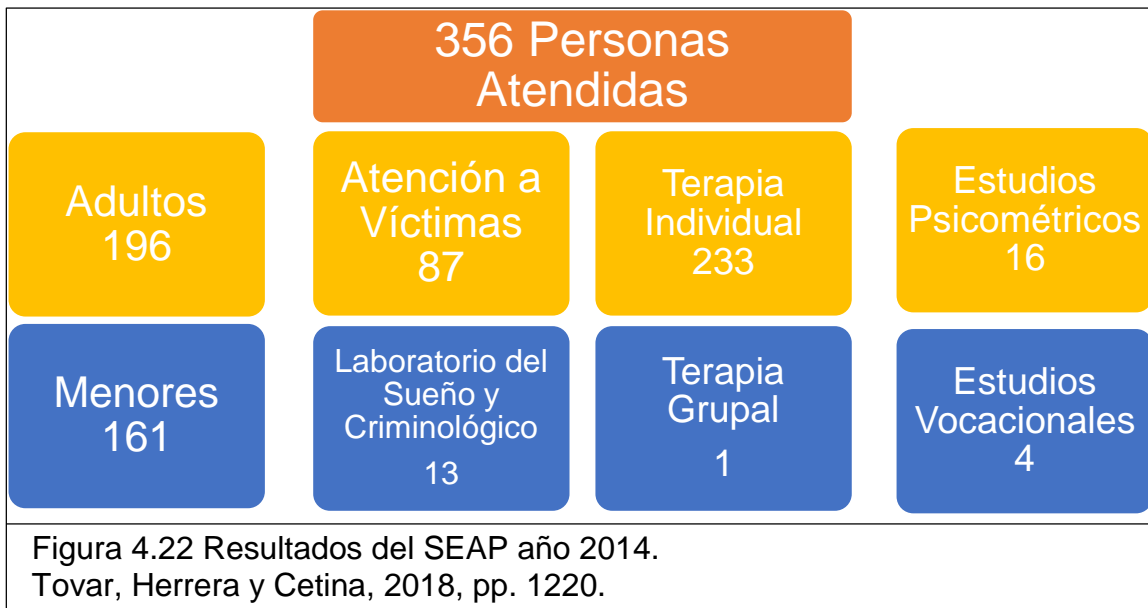 356 Personas
Atendidas
Adultos
196
Atención a
Víctimas
87
Terapia
Individual
233
Estudios
Psicométricos
16
Menores
161
Laboratorio del
Sueño y
Criminológico
13
Terapia
Grupal
1
Estudios
Vocacionales
4
Figura 4.22 Resultados del SEAP año 2014.
Tovar, Herrera y Cetina, 2018, pp. 1220.